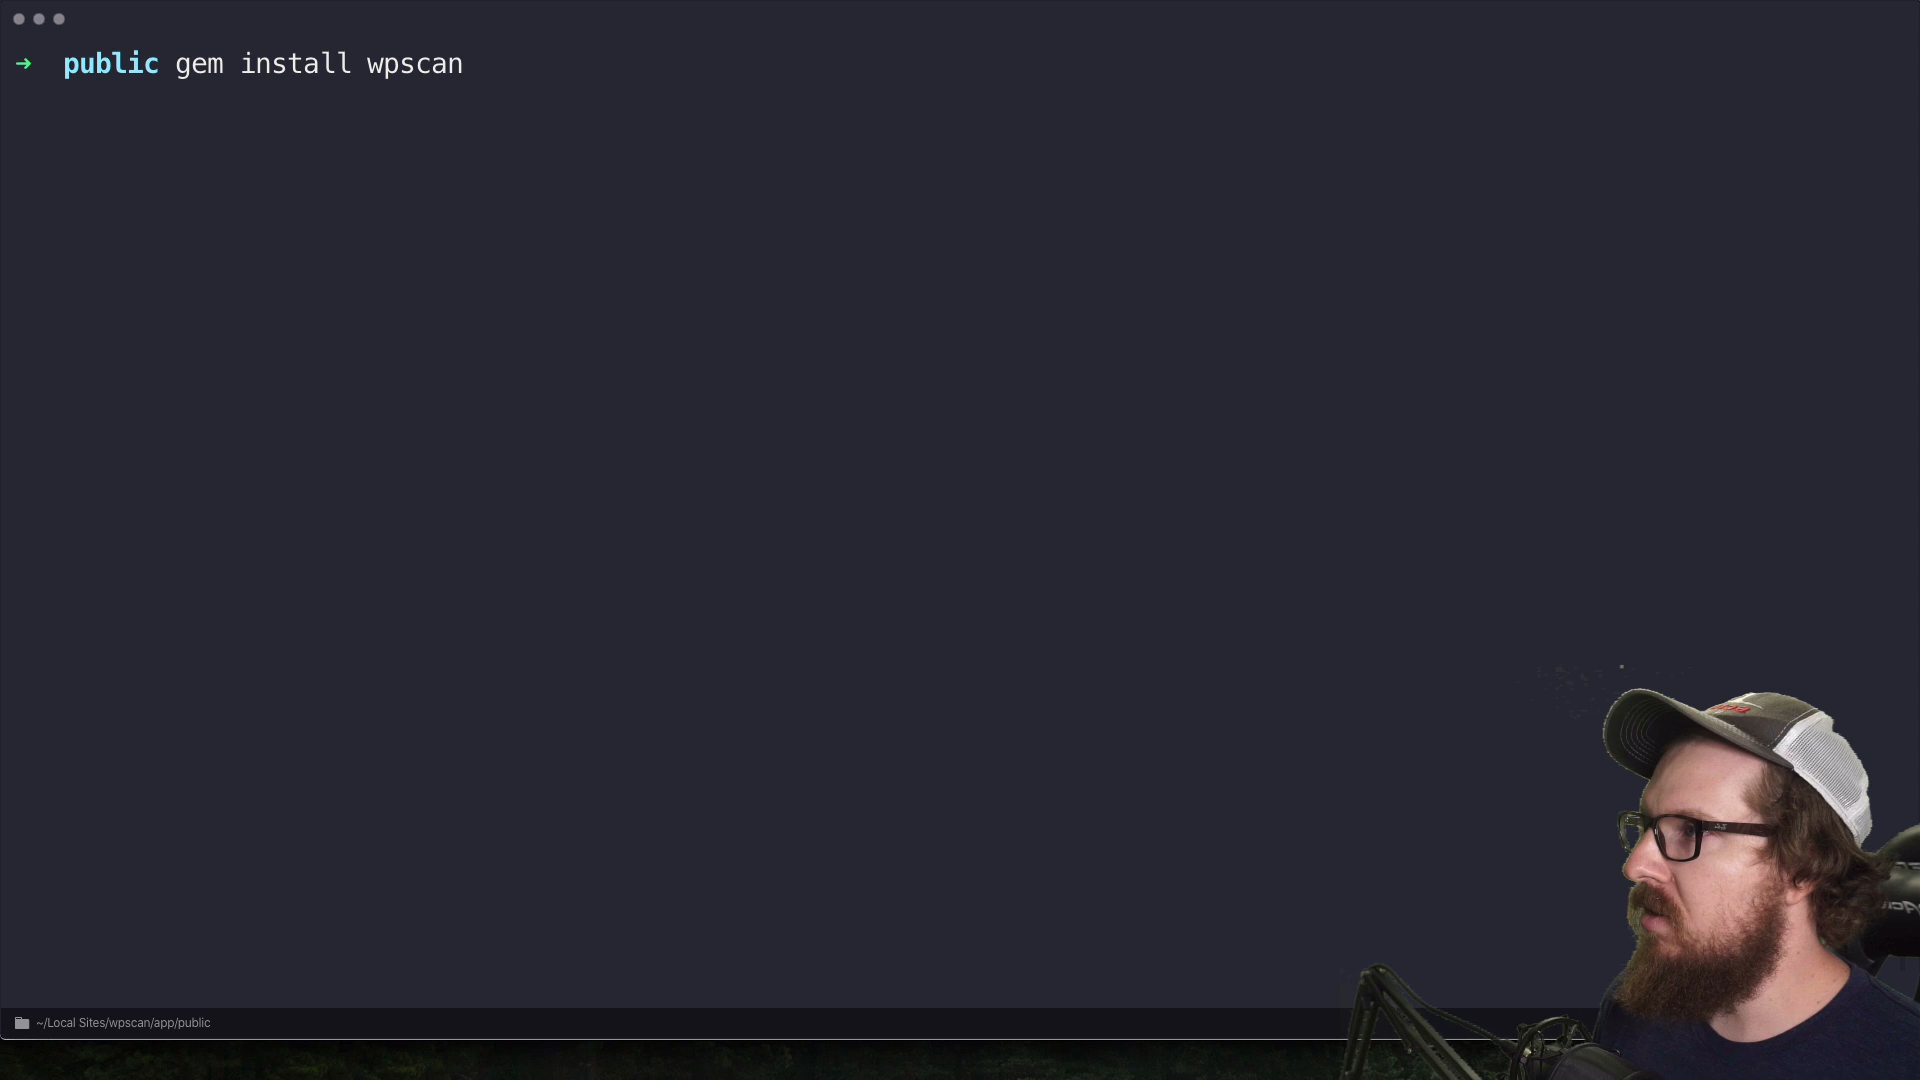 ➜ public gem install wpscan
~/Local Sites/wpscan/app/public